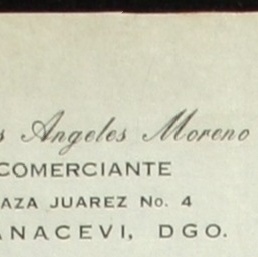 s Angeles Moreno
COMERCIANTE
AZA JUAREZ No. 4
ANACEVI, DGO.